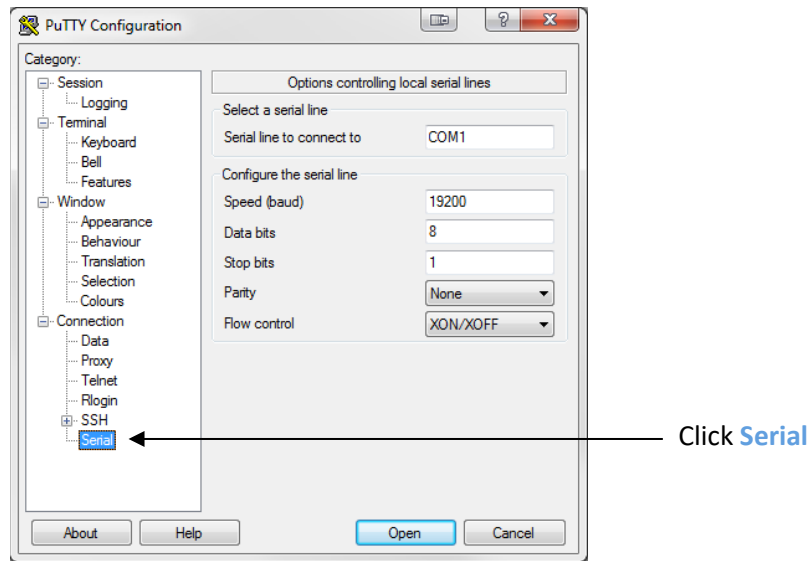 PuTTY Configuration
Category:
Session
Logging
Terminal
Keyboard
Bell
Features
Window
Appearance
Behaviour
Translation
Selection
Colours
Connection
Data
Proxy
Telnet
Rlogin
SSH
Serial
Options controlling local serial lines
Select a serial line
Serial line to connect to COM1
Configure the serial line
Speed (baud) 19200
Data bits 8
Stop bits 1
Parity None
Flow control XON/XOFF
Click Serial
About Help Open Cancel